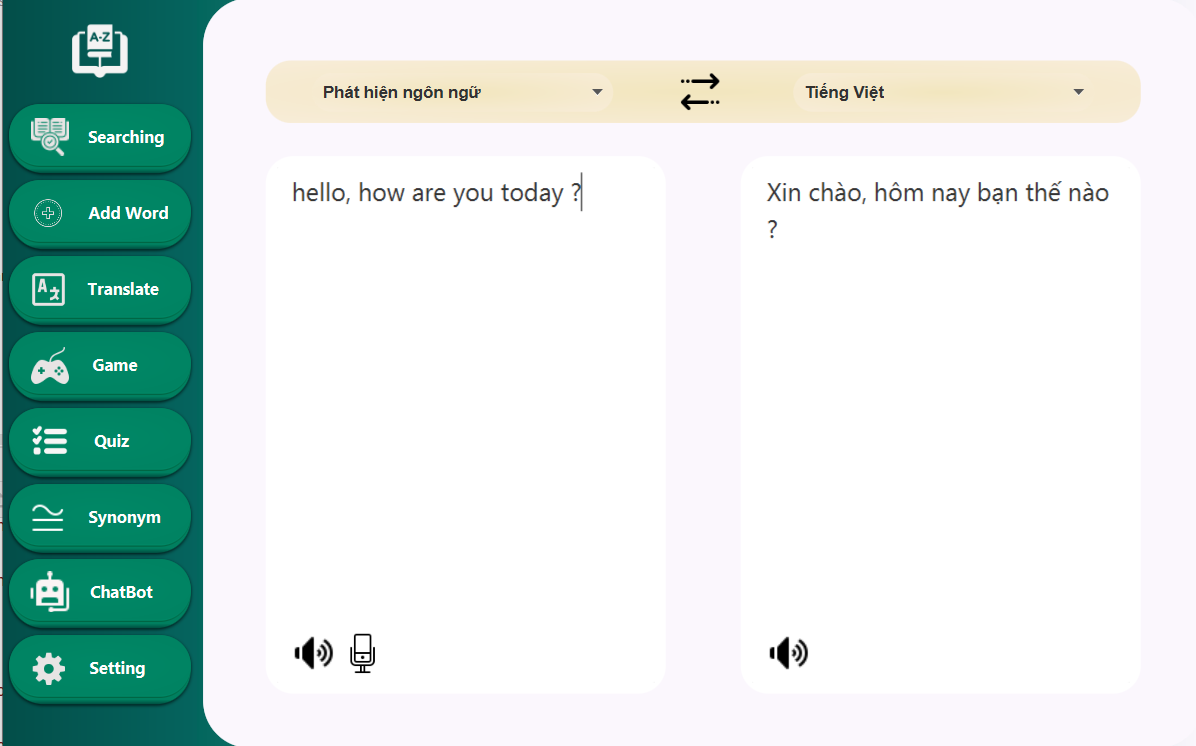 A-Z
Searching
Add Word
Translate
Game
Quiz
Synonym
ChatBot
Setting
Phát hiện ngôn ngữ
Tiếng Việt
hello, how are you today ?
Xin chào, hôm nay bạn thế nào
?